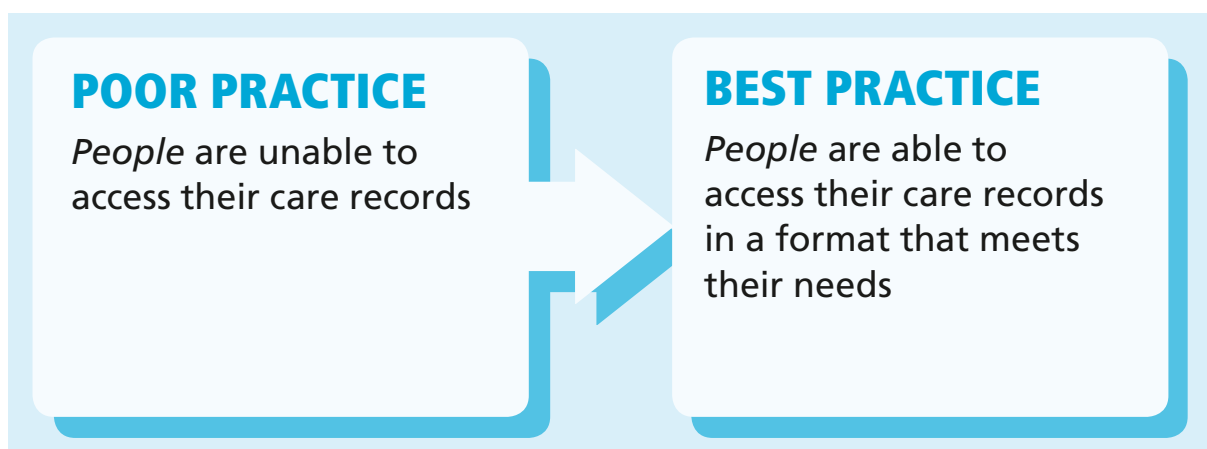 POOR PRACTICE
People are unable to
access their care records
BEST PRACTICE
People are able to
access their care records
in a format that meets
their needs